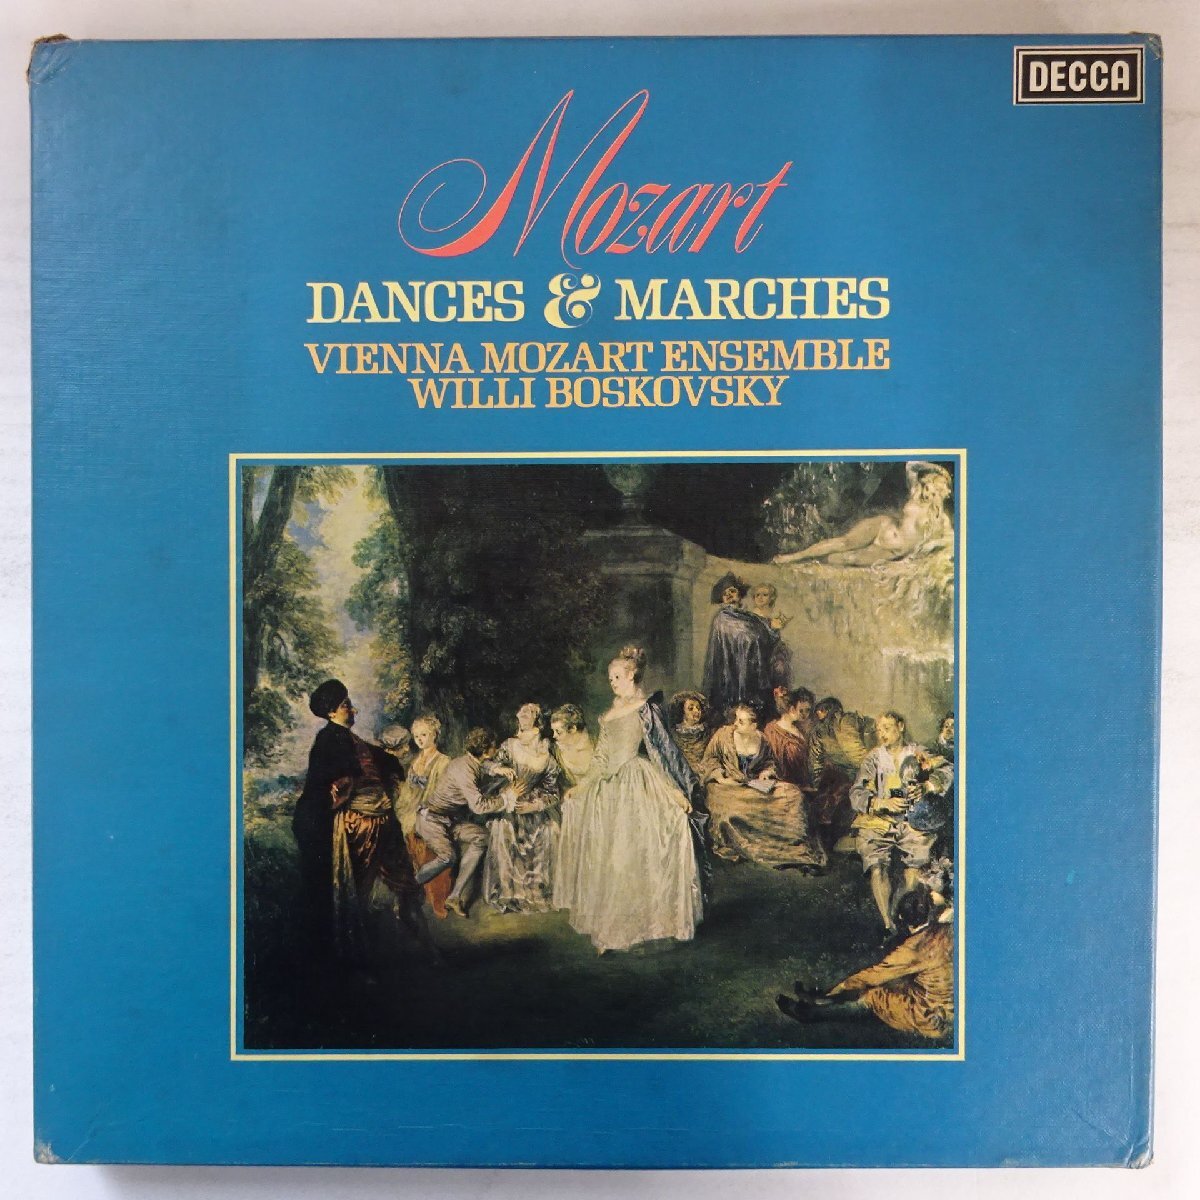 DECCA
Mozart
DANCES & MARCHES
VIENNA MOZART ENSEMBLE
WILLI BOSKOVSKY